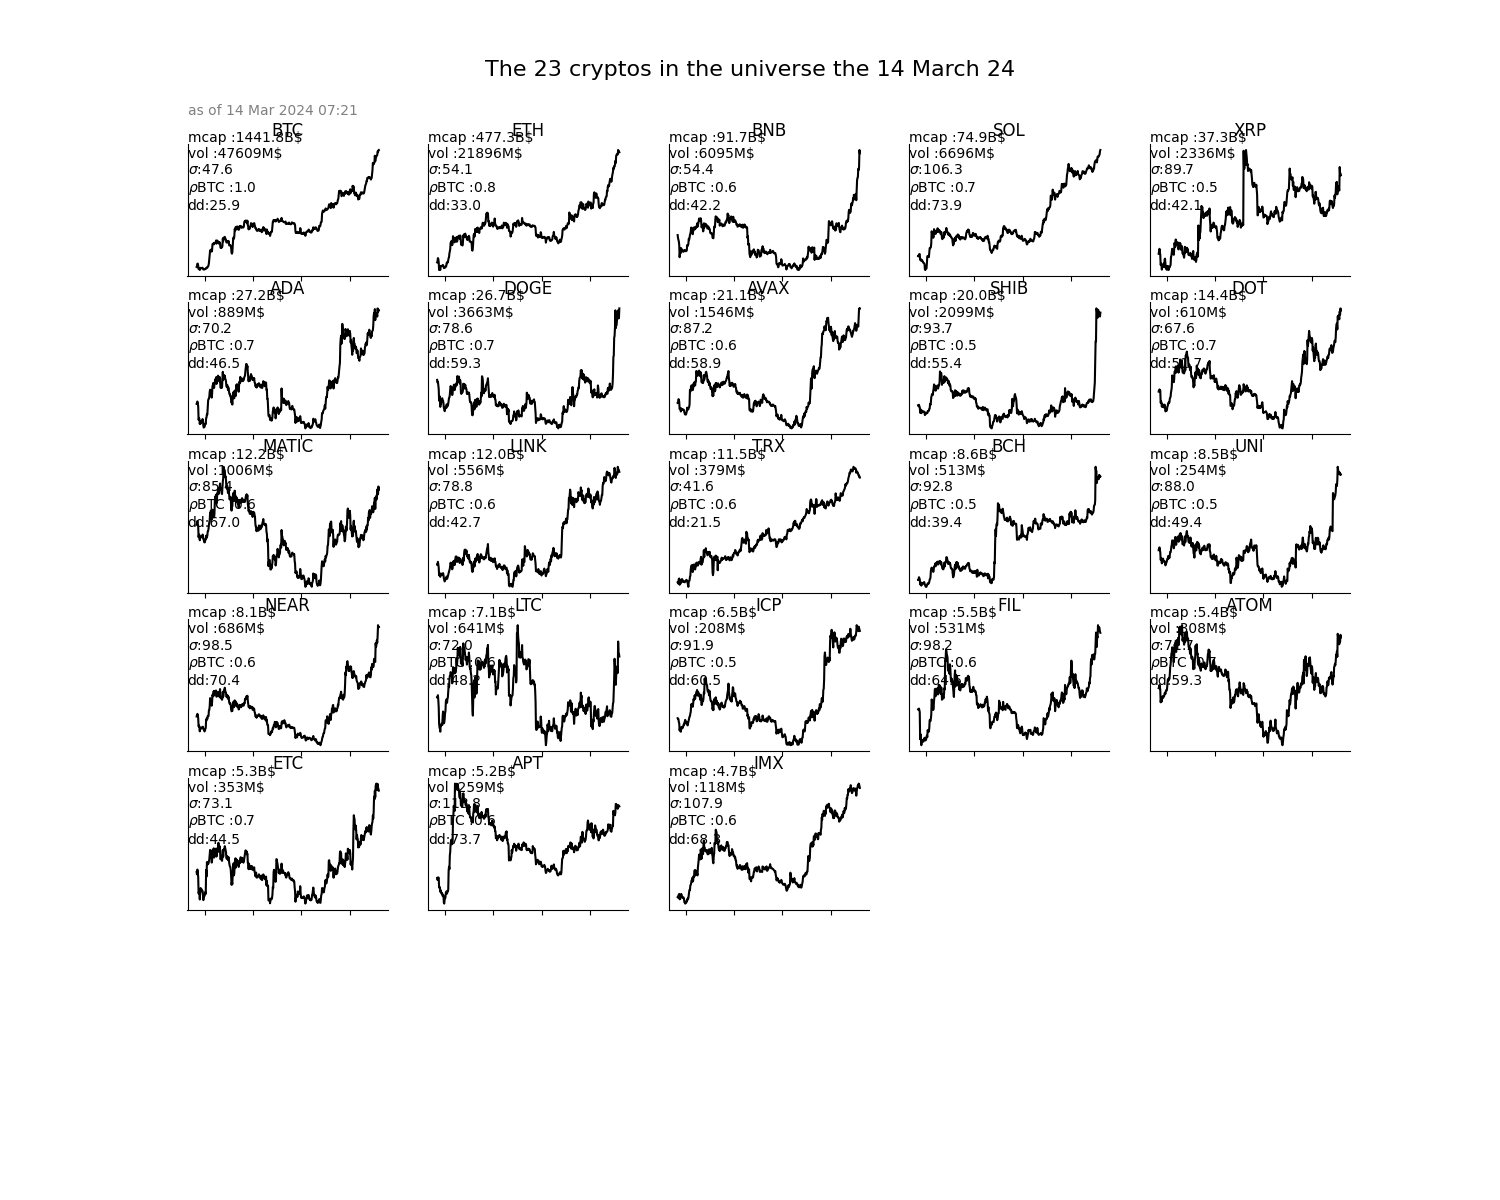 The 23 cryptos in the universe the 14 March 24
as of 14 Mar 2024 07:21
BTC
mcap :1441.8B$
vol :47609M$
σ:47.6
ρBTC :1.0
dd:25.9
ETH
mcap :477.3B$
vol :21896M$
σ:54.1
ρBTC :0.8
dd:33.0
BNB
mcap :91.7B$
vol :6095M$
σ:54.4
ρBTC :0.6
dd:42.2
SOL
mcap :74.9B$
vol :6696M$
σ:106.3
ρBTC :0.7
dd:73.9
XRP
mcap :37.3B$
vol :2336M$
σ:89.7
ρBTC :0.5
dd:42.1
ADA
mcap :27.2B$
vol :889M$
σ:70.2
ρBTC :0.7
dd:46.5
DOGE
mcap :26.7B$
vol :3663M$
σ:78.6
ρBTC :0.7
dd:59.3
AVAX
mcap :21.1B$
vol :1546M$
σ:87.2
ρBTC :0.6
dd:58.9
SHIB
mcap :20.0B$
vol :2099M$
σ:93.7
ρBTC :0.5
dd:55.4
DOT
mcap :14.4B$
vol :610M$
σ:67.6
ρBTC :0.7
MATIC
mcap :12.2B$
vol :1006M$
σ:85.4
ρBTC :0.6
dd:67.0
LINK
mcap :12.0B$
vol :556M$
σ:78.8
ρBTC :0.6
dd:42.7
TRX
mcap :11.5B$
vol :379M$
σ:41.6
ρBTC :0.6
dd:21.5
BCH
mcap :8.6B$
vol :513M$
σ:92.8
ρBTC :0.5
dd:39.4
UNI
mcap :8.5B$
vol :254M$
σ:88.0
ρBTC :0.5
dd:49.4
NEAR
mcap :8.1B$
vol :686M$
σ:98.5
ρBTC :0.6
dd:70.4
LTC
mcap :7.1B$
vol :641M$
σ:72.0
ρBTC :0.6
dd:48.2
ICP
mcap :6.5B$
vol :208M$
σ:91.9
ρBTC :0.5
dd:60.5
FIL
mcap :5.5B$
vol :531M$
σ:98.2
ρBTC :0.6
ATOM
mcap :5.4B$
vol :308M$
ρBTC :0.7
dd:59.3
ETC
mcap :5.3B$
vol :353M$
σ:73.1
ρBTC :0.7
dd:44.5
APT
mcap :5.2B$
vol :259M$
ρBTC :0.6
dd:73.7
IMX
mcap :4.7B$
vol :118M$
σ:107.9
ρBTC :0.6
dd:68.3